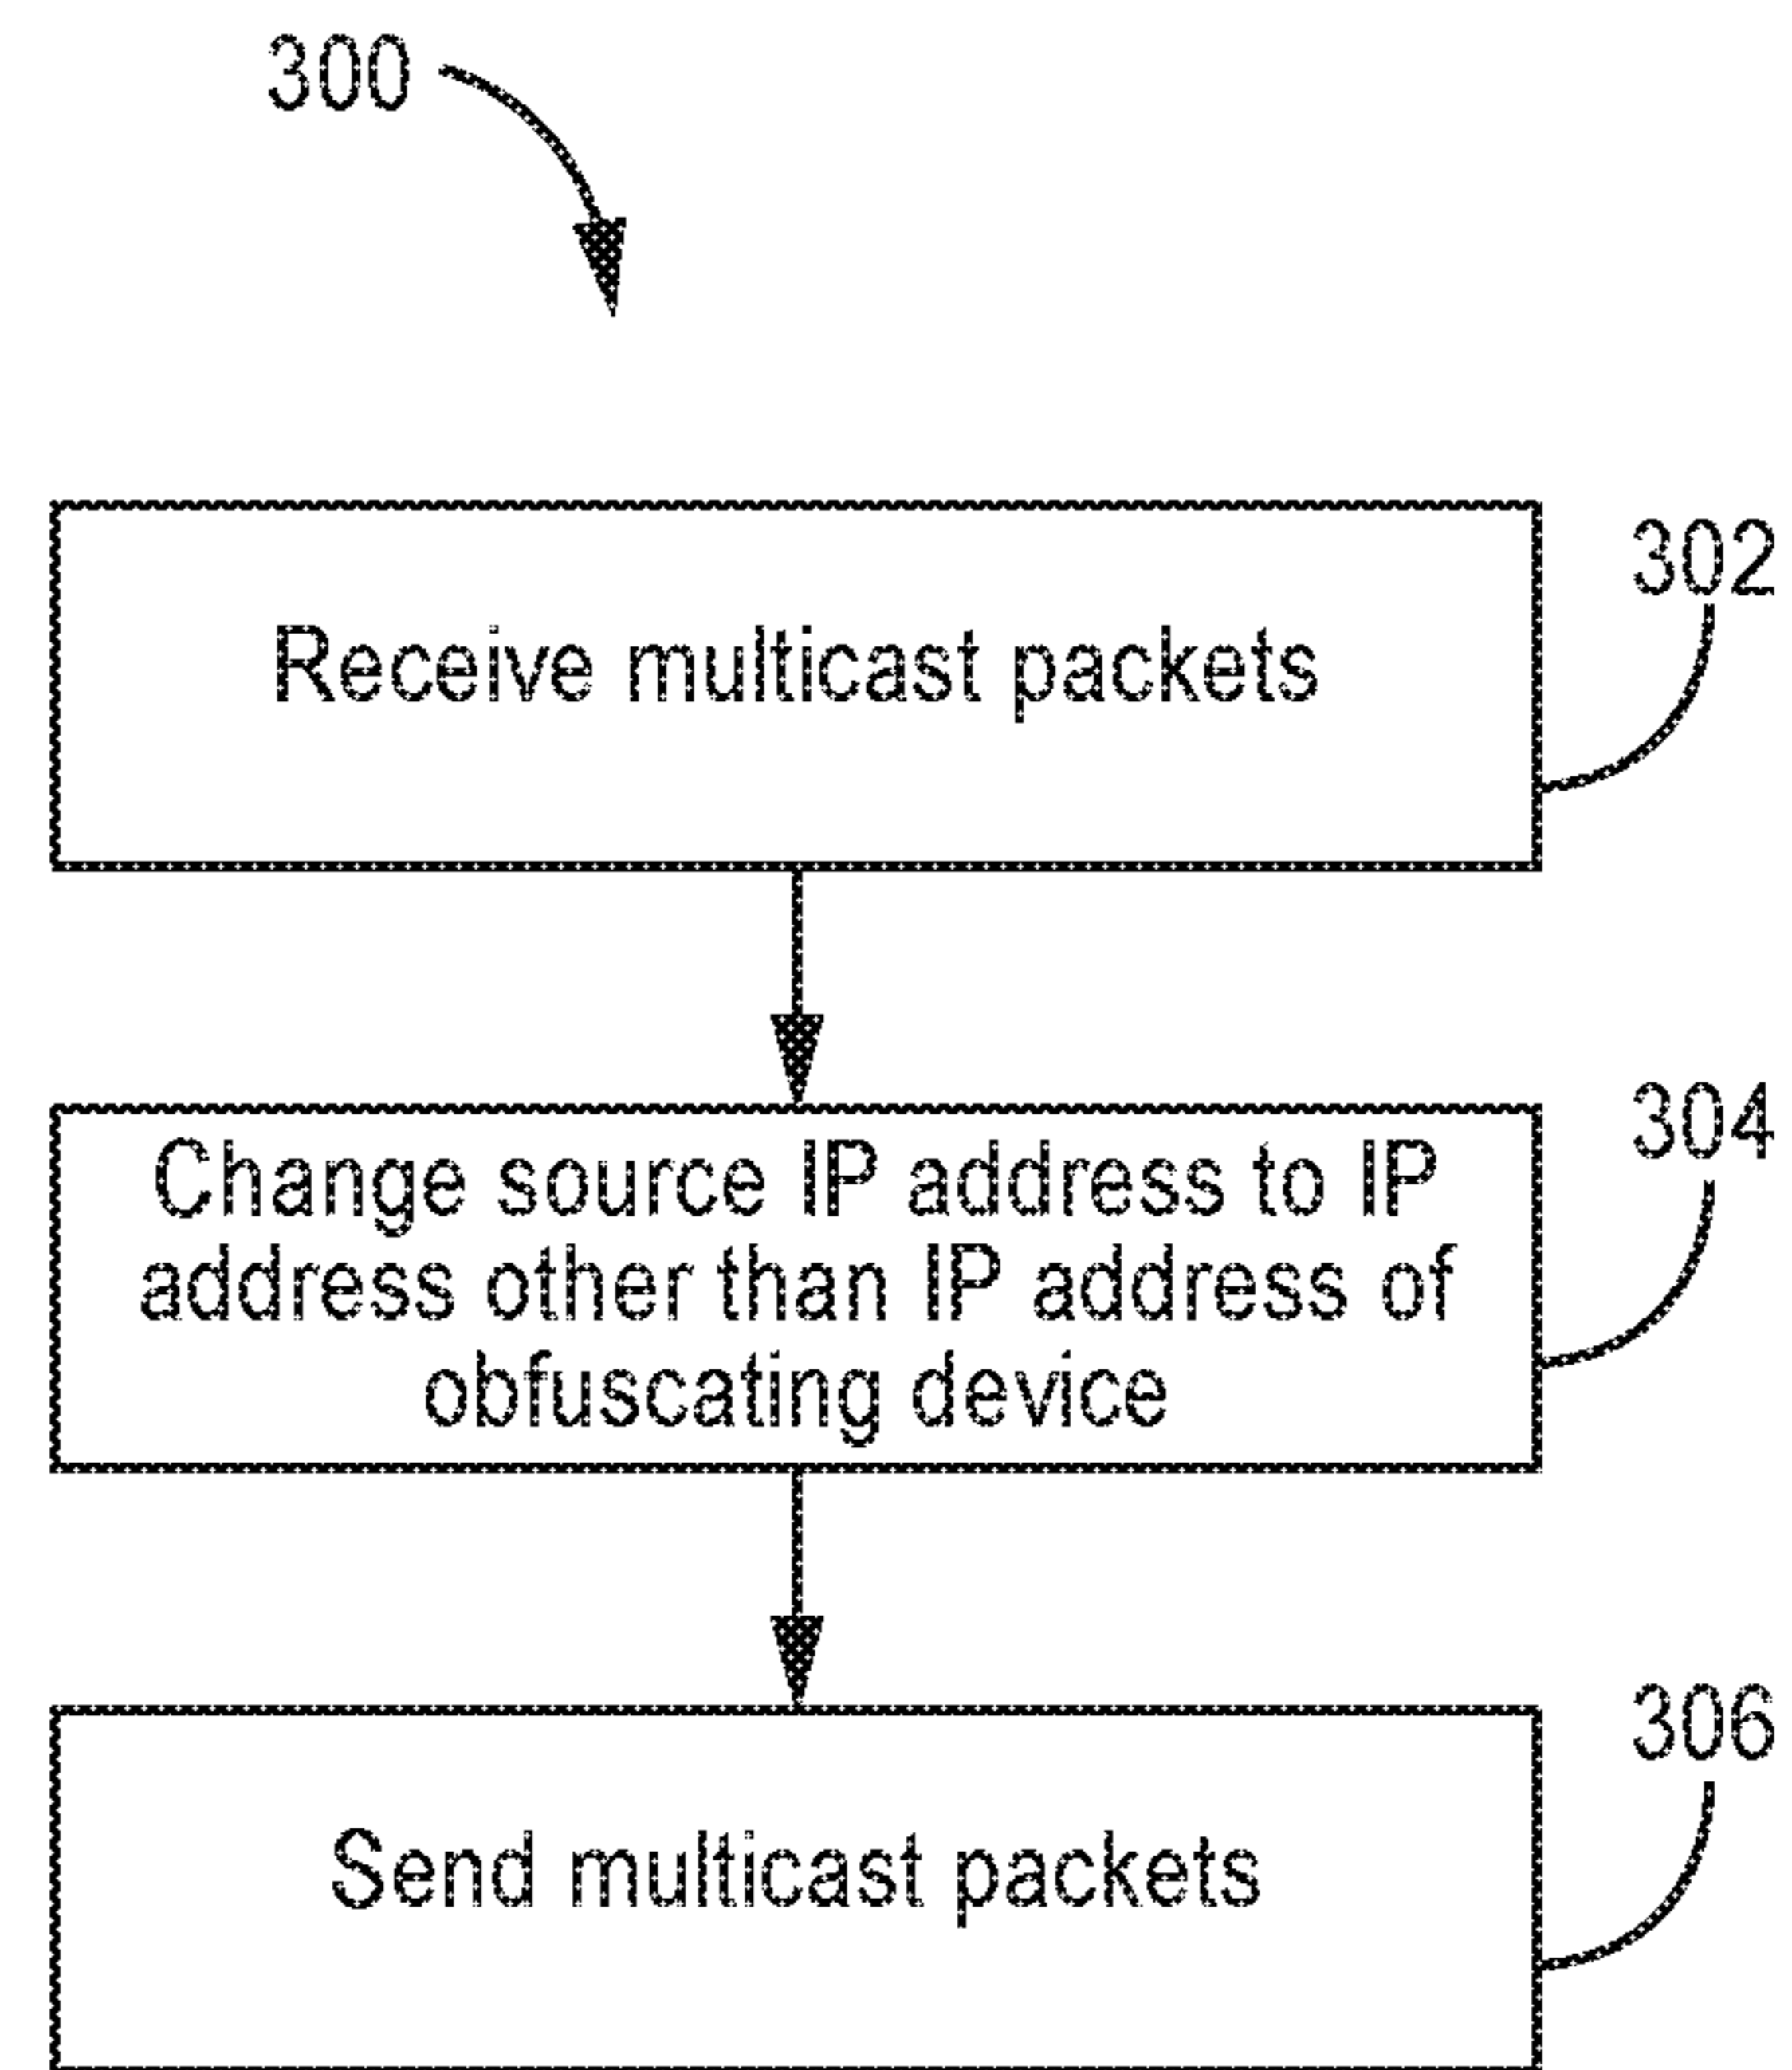 300
Receive multicast packets
302
Change source IP address to IP
address other than IP address of
obfuscating device
304
Send multicast packets
306